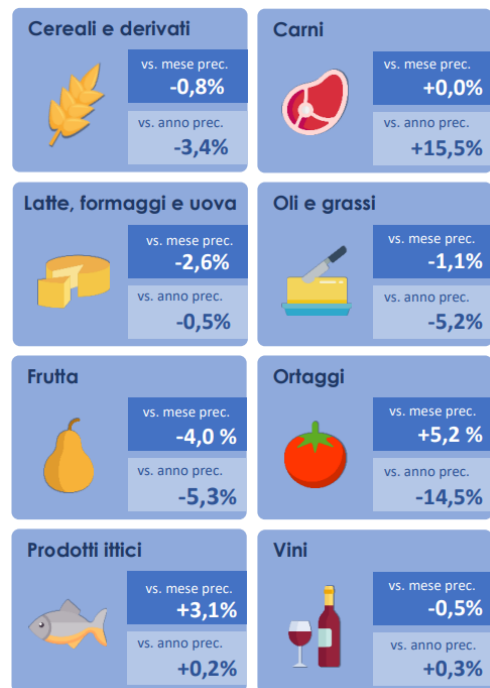 Cereali e derivati
vs. mese prec.
-0,8%
vs. anno prec.
-3,4%
Carni
vs. mese prec.
+0,0%
vs. anno prec.
+15,5%
Latte, formaggi e uova
vs. mese prec.
-2,6%
vs. anno prec.
-0,5%
Oli e grassi
vs. mese prec.
-1,1%
vs. anno prec.
-5,2%
Frutta
vs. mese prec.
-4,0 %
vs. anno prec.
-5,3%
Ortaggi
vs. mese prec.
+5,2 %
vs. anno prec.
-14,5%
Prodotti ittici
vs. mese prec.
+3,1%
vs. anno prec.
+0,2%
Vini
vs. mese prec.
-0,5%
vs. anno prec.
+0,3%